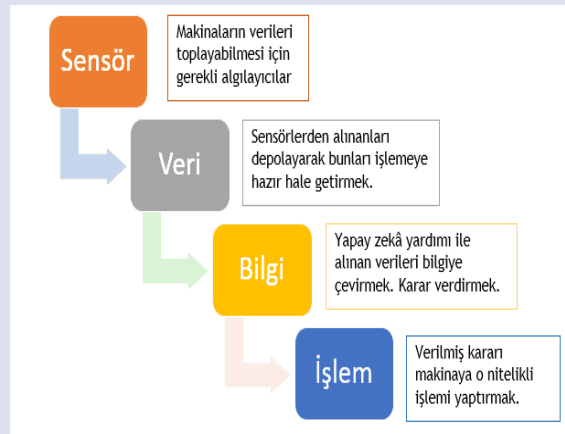 Sensör
Makinaların verileri
toplayabilmesi için
gerekli algılayıcılar
Veri
Sensörlerden alınanları
depolayarak bunları işlemeye
hazır hale getirmek.
Bilgi
Yapay zekâ yardımı ile
alınan verileri bilgiye
çevirmek. Karar verdirmek.
İşlem
Verilmiş kararı
makinaya o nitelikli
işlemi yaptırmak.